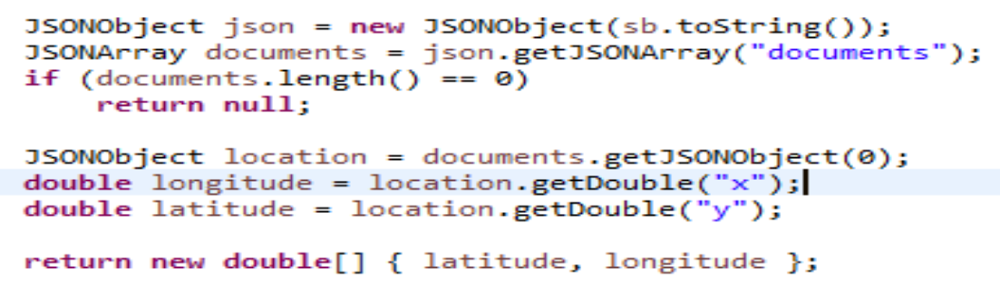 JSONObject json = new JSONObject(sb.toString());
JSONArray documents = json.getJSONArray("documents");
if (documents.length() == 0)
    return null;

JSONObject location = documents.getJSONObject(0);
double longitude = location.getDouble("x");
double latitude = location.getDouble("y");

return new double[] { latitude, longitude };